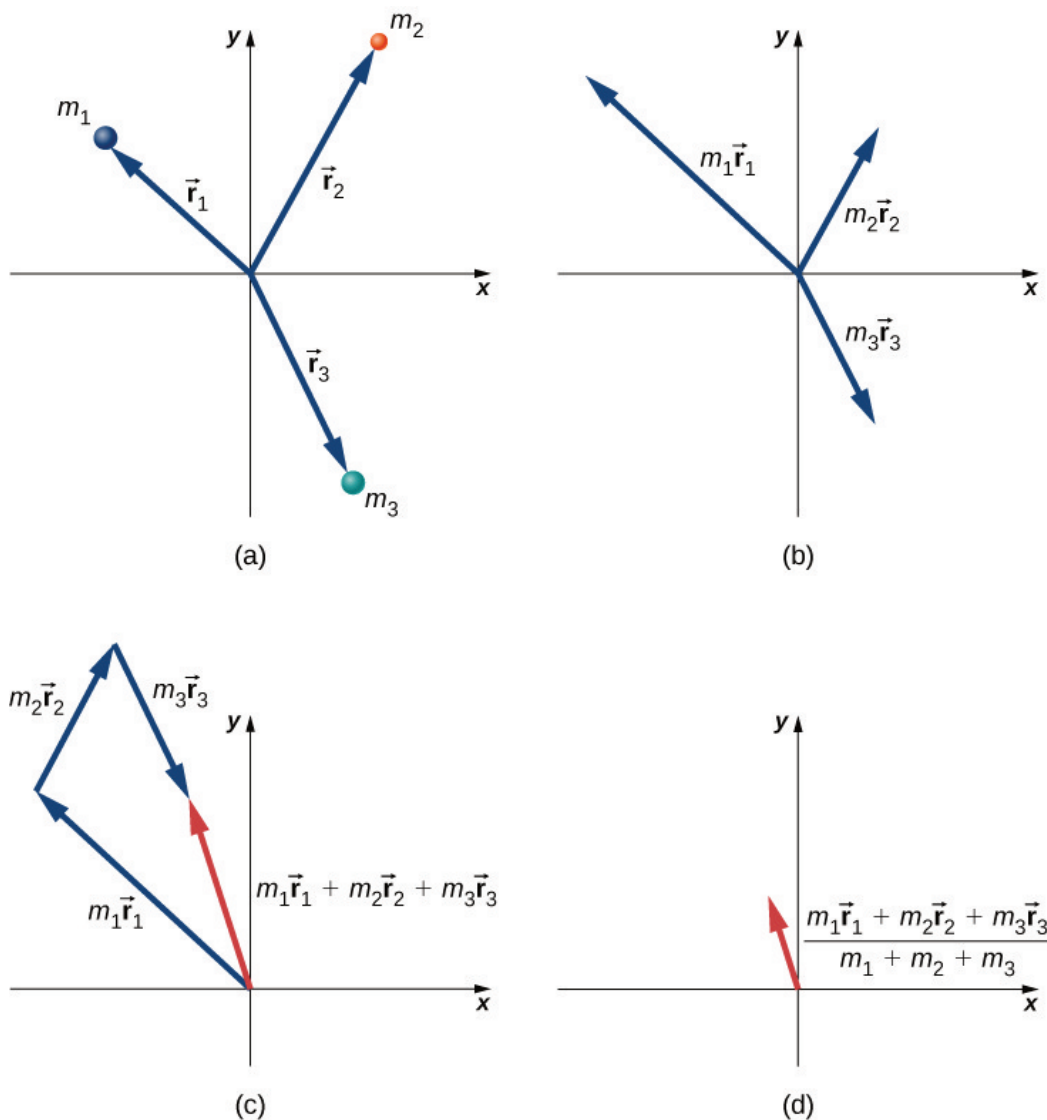 y
m₂
m₁
r⃗₁
r⃗₂
x
r⃗₃
m₃
(a)
y
m₁r⃗₁
m₂r⃗₂
x
m₃r⃗₃
(b)
m₂r⃗₂
m₃r⃗₃
y
m₁r⃗₁
m₁r⃗₁ + m₂r⃗₂ + m₃r⃗₃
x
(c)
y
m₁r⃗₁ + m₂r⃗₂ + m₃r⃗₃
m₁ + m₂ + m₃
x
(d)